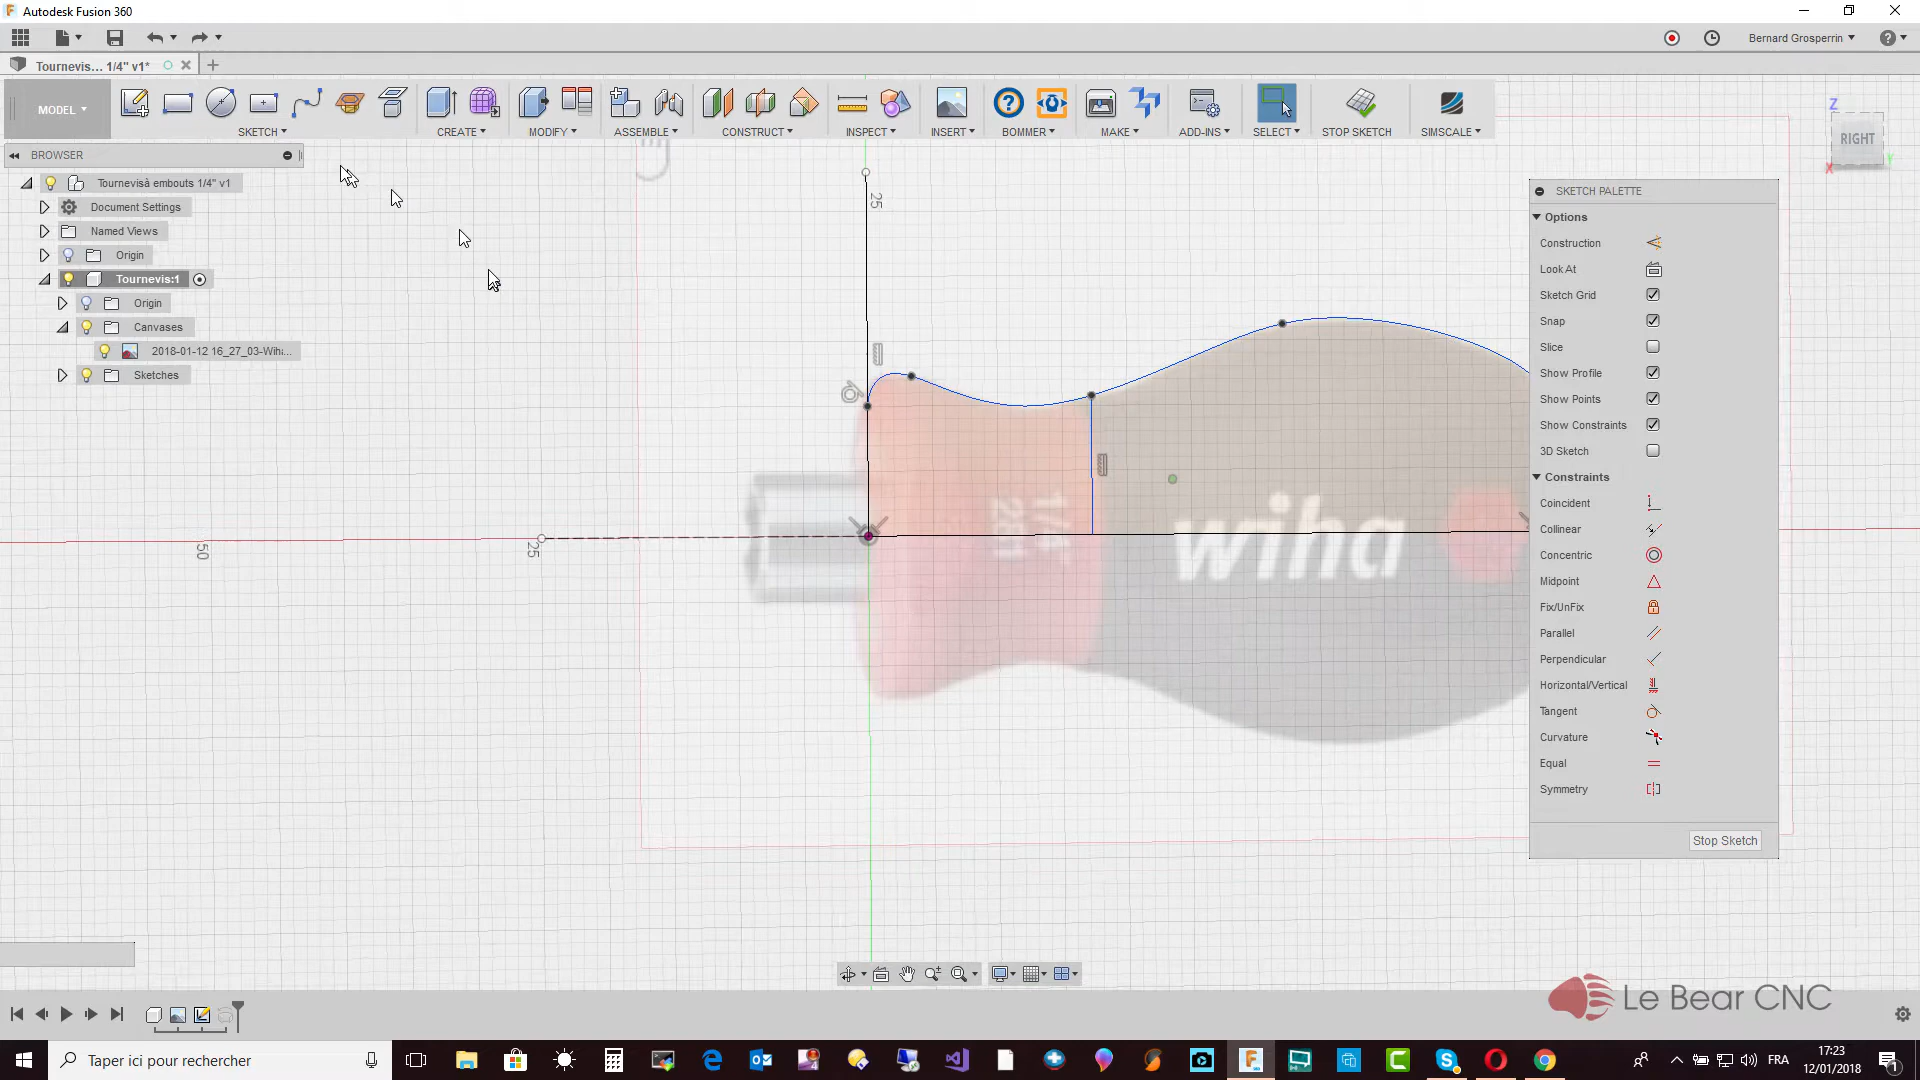 Autodesk Fusion 360
Bernard Grosperrin
Tournevis... 1/4" v1*
MODEL
SKETCH
CREATE
MODIFY
ASSEMBLE
CONSTRUCT
INSPECT
INSERT
BOMMER
MAKE
ADD-INS
SELECT
STOP SKETCH
SIMSCALE
BROWSER
Tournevisà embouts 1/4" v1
Document Settings
Named Views
Origin
Tournevis:1
Origin
Canvases
2018-01-12 16_27_03-Wiha...
Sketches
Z
RIGHT
X
Y
25
50
25
1/4
wiha
SKETCH PALETTE
Options
Construction
Look At
Sketch Grid
Snap
Slice
Show Profile
Show Points
Show Constraints
3D Sketch
Constraints
Coincident
Collinear
Concentric
Midpoint
Fix/UnFix
Parallel
Perpendicular
Horizontal/Vertical
Tangent
Curvature
Equal
Symmetry
Stop Sketch
Le Bear CNC
Taper ici pour rechercher
FRA
17:23
12/01/2018
1